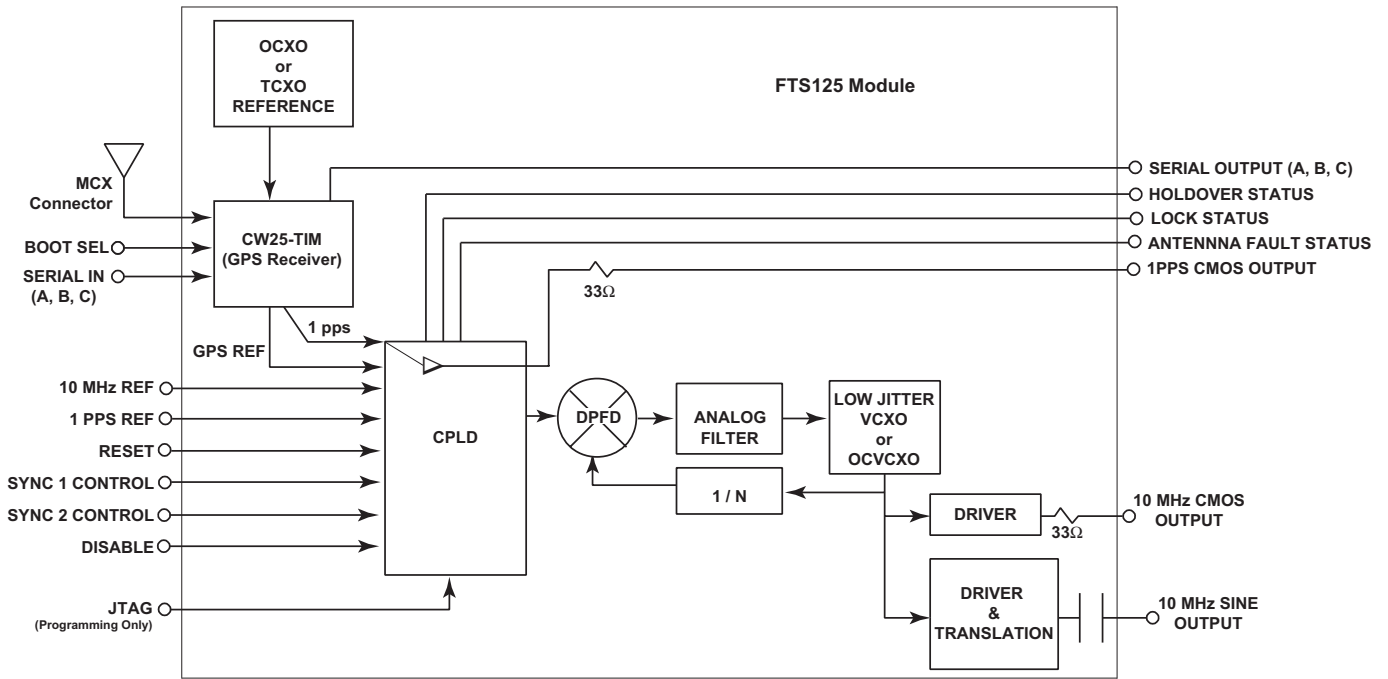 OCXO
or
TCXO
REFERENCE
FTS125 Module
MCX
Connector
BOOT SEL
SERIAL IN
(A, B, C)
CW25-TIM
(GPS Receiver)
SERIAL OUTPUT (A, B, C)
HOLDOVER STATUS
LOCK STATUS
ANTENNNA FAULT STATUS
1PPS CMOS OUTPUT
33Ω
1 pps
GPS REF
10 MHz REF
1 PPS REF
RESET
SYNC 1 CONTROL
SYNC 2 CONTROL
DISABLE
JTAG
(Programming Only)
CPLD
DPFD
ANALOG
FILTER
LOW JITTER
VCXO
or
OCVCXO
1 / N
DRIVER
33Ω
10 MHz CMOS
OUTPUT
DRIVER
&
TRANSLATION
10 MHz SINE
OUTPUT